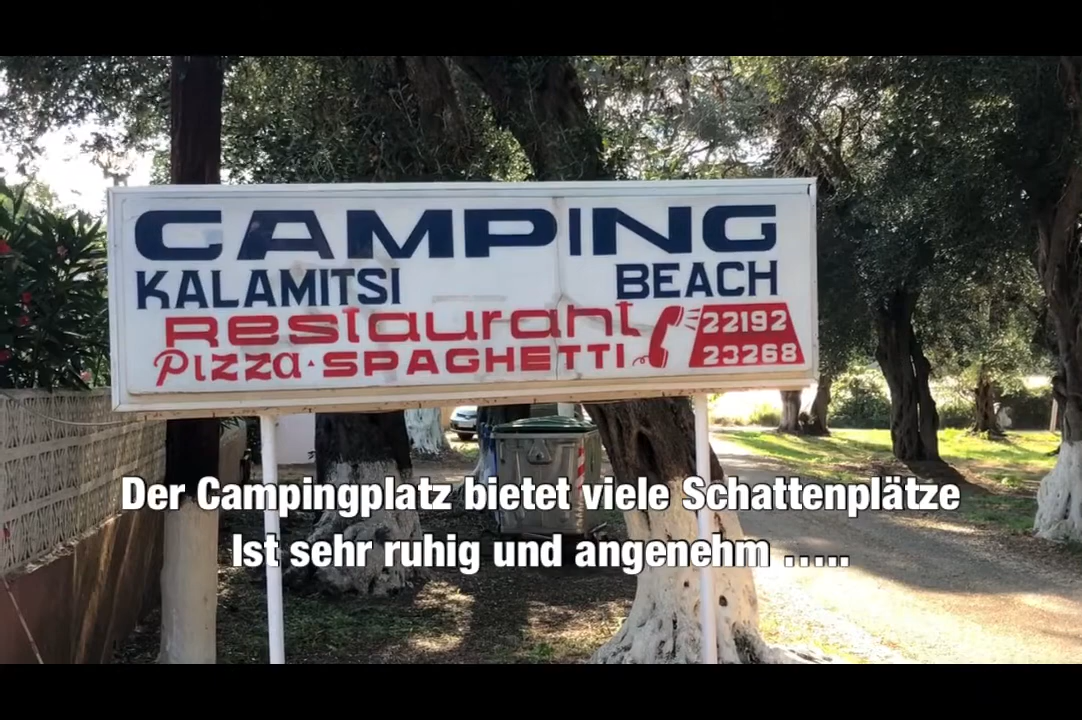 CAMPING
KALAMITSI BEACH
Restaurant 22192
Pizza · SPAGHETTI 23268
Der Campingplatz bietet viele Schattenplätze
Ist sehr ruhig und angenehm …..